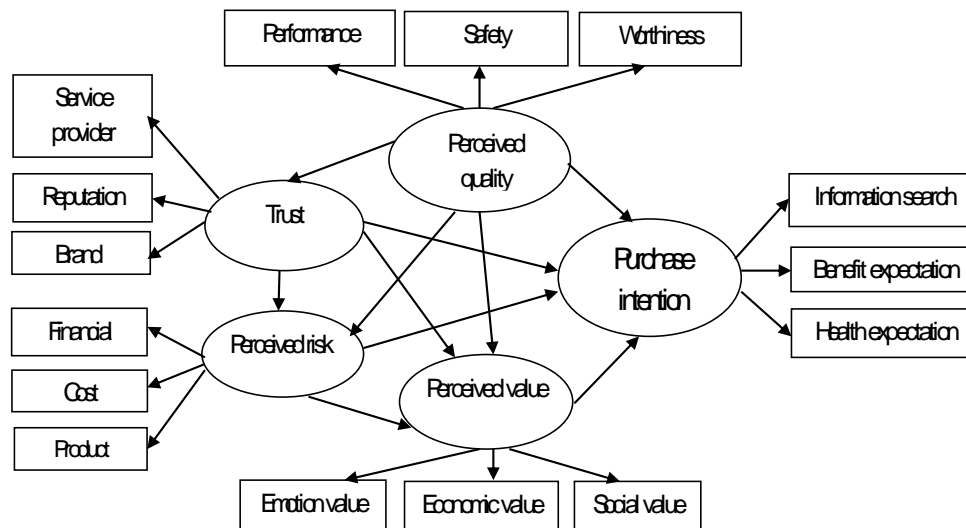 Performance
Safety
Worthiness
Service
provider
Perceived
quality
Reputation
Trust
Information search
Brand
Purchase
intention
Benefit expectation
Financial
Perceived risk
Health expectation
Cost
Perceived value
Product
Emotion value
Economic value
Social value